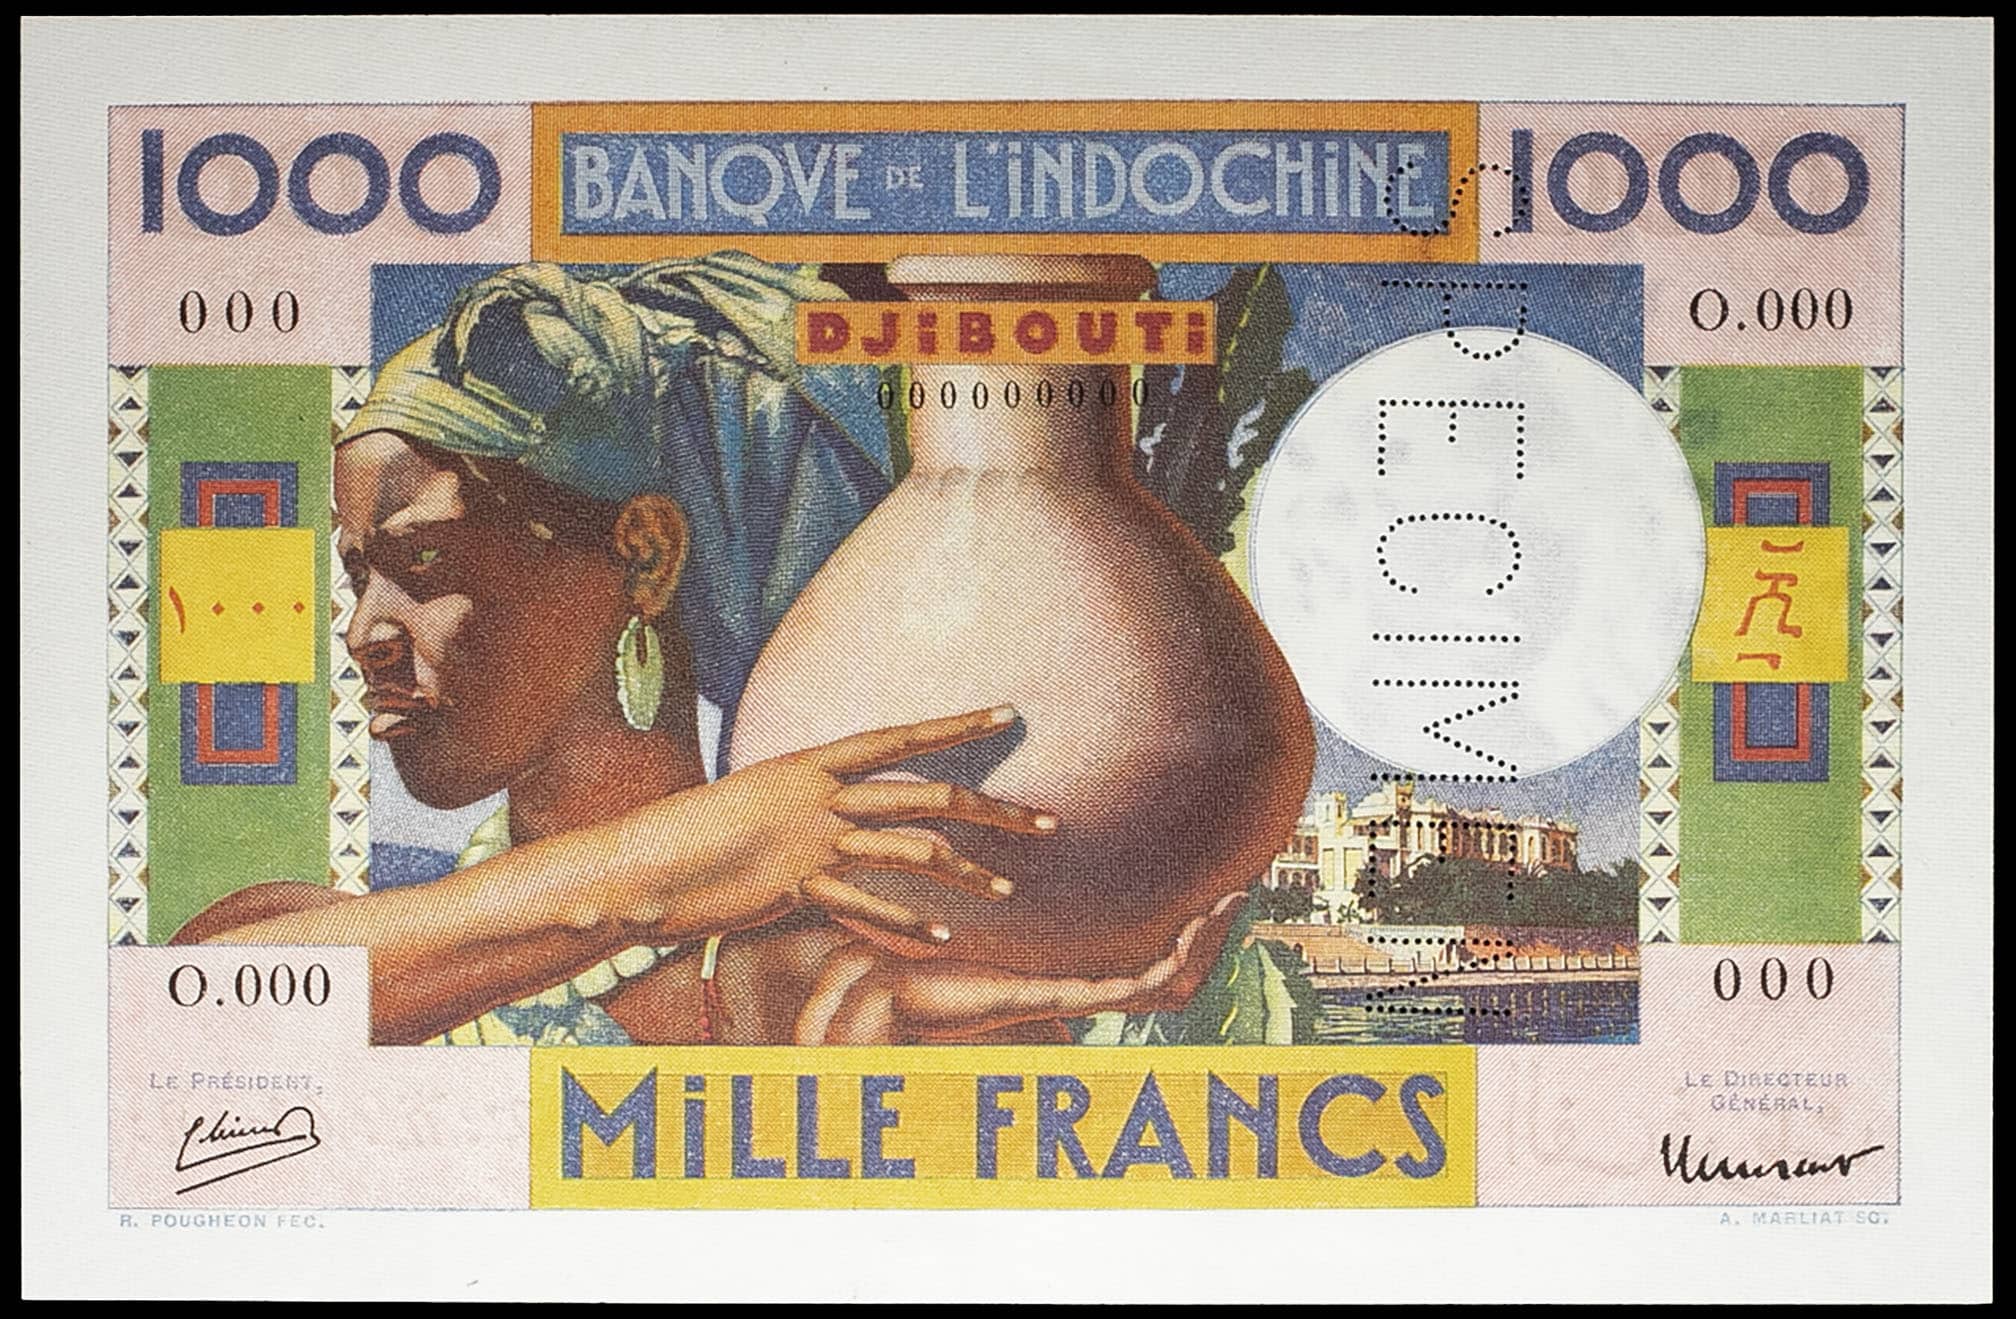 1000 BANQVE DE L'iNDOCHiNE 1000
000 O.000
DJiBOUTi
000000000
SPECIMEN
١٠٠٠
O.000 000
LE PRÉSIDENT,
LE DIRECTEUR
GÉNÉRAL,
MiLLE FRANCS
R. POUGHEON FEC. A. MARLIAT SC.